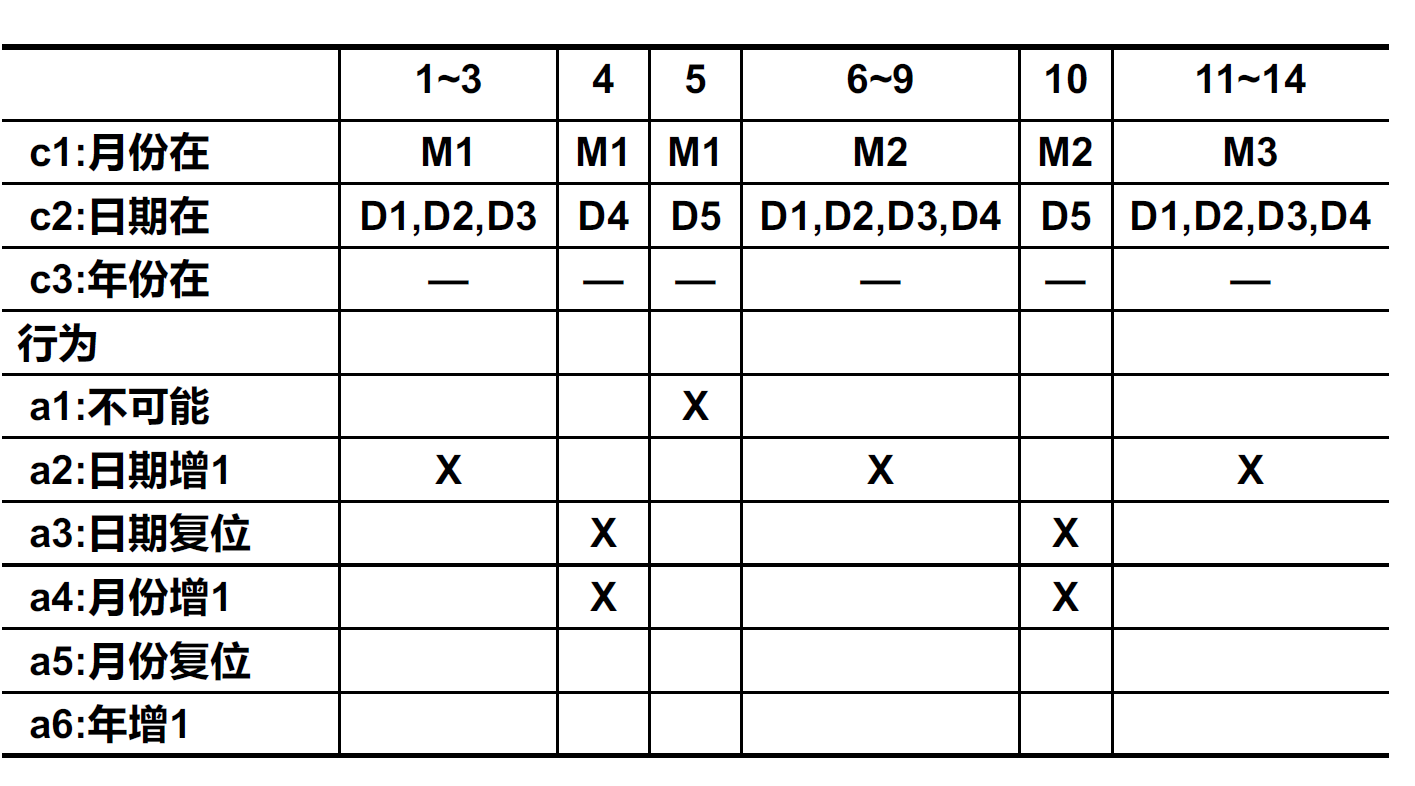 1~3 4 5 6~9 10 11~14
c1:月份在 M1 M1 M1 M2 M2 M3
c2:日期在 D1,D2,D3 D4 D5 D1,D2,D3,D4 D5 D1,D2,D3,D4
c3:年份在 — — — — — —
行为
a1:不可能 X
a2:日期增1 X X X
a3:日期复位 X X
a4:月份增1 X X
a5:月份复位
a6:年增1